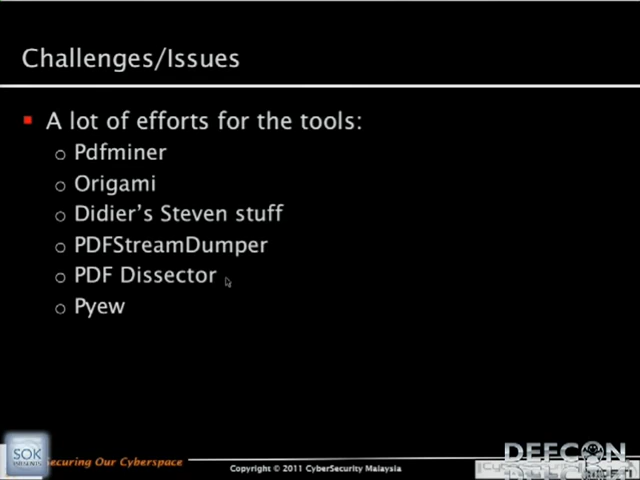 Challenges/Issues
A lot of efforts for the tools:
Pdfminer
Origami
Didier's Steven stuff
PDFStreamDumper
PDF Dissector
Pyew
SOK
Securing Our Cyberspace
Copyright © 2011 CyberSecurity Malaysia
DEFCON